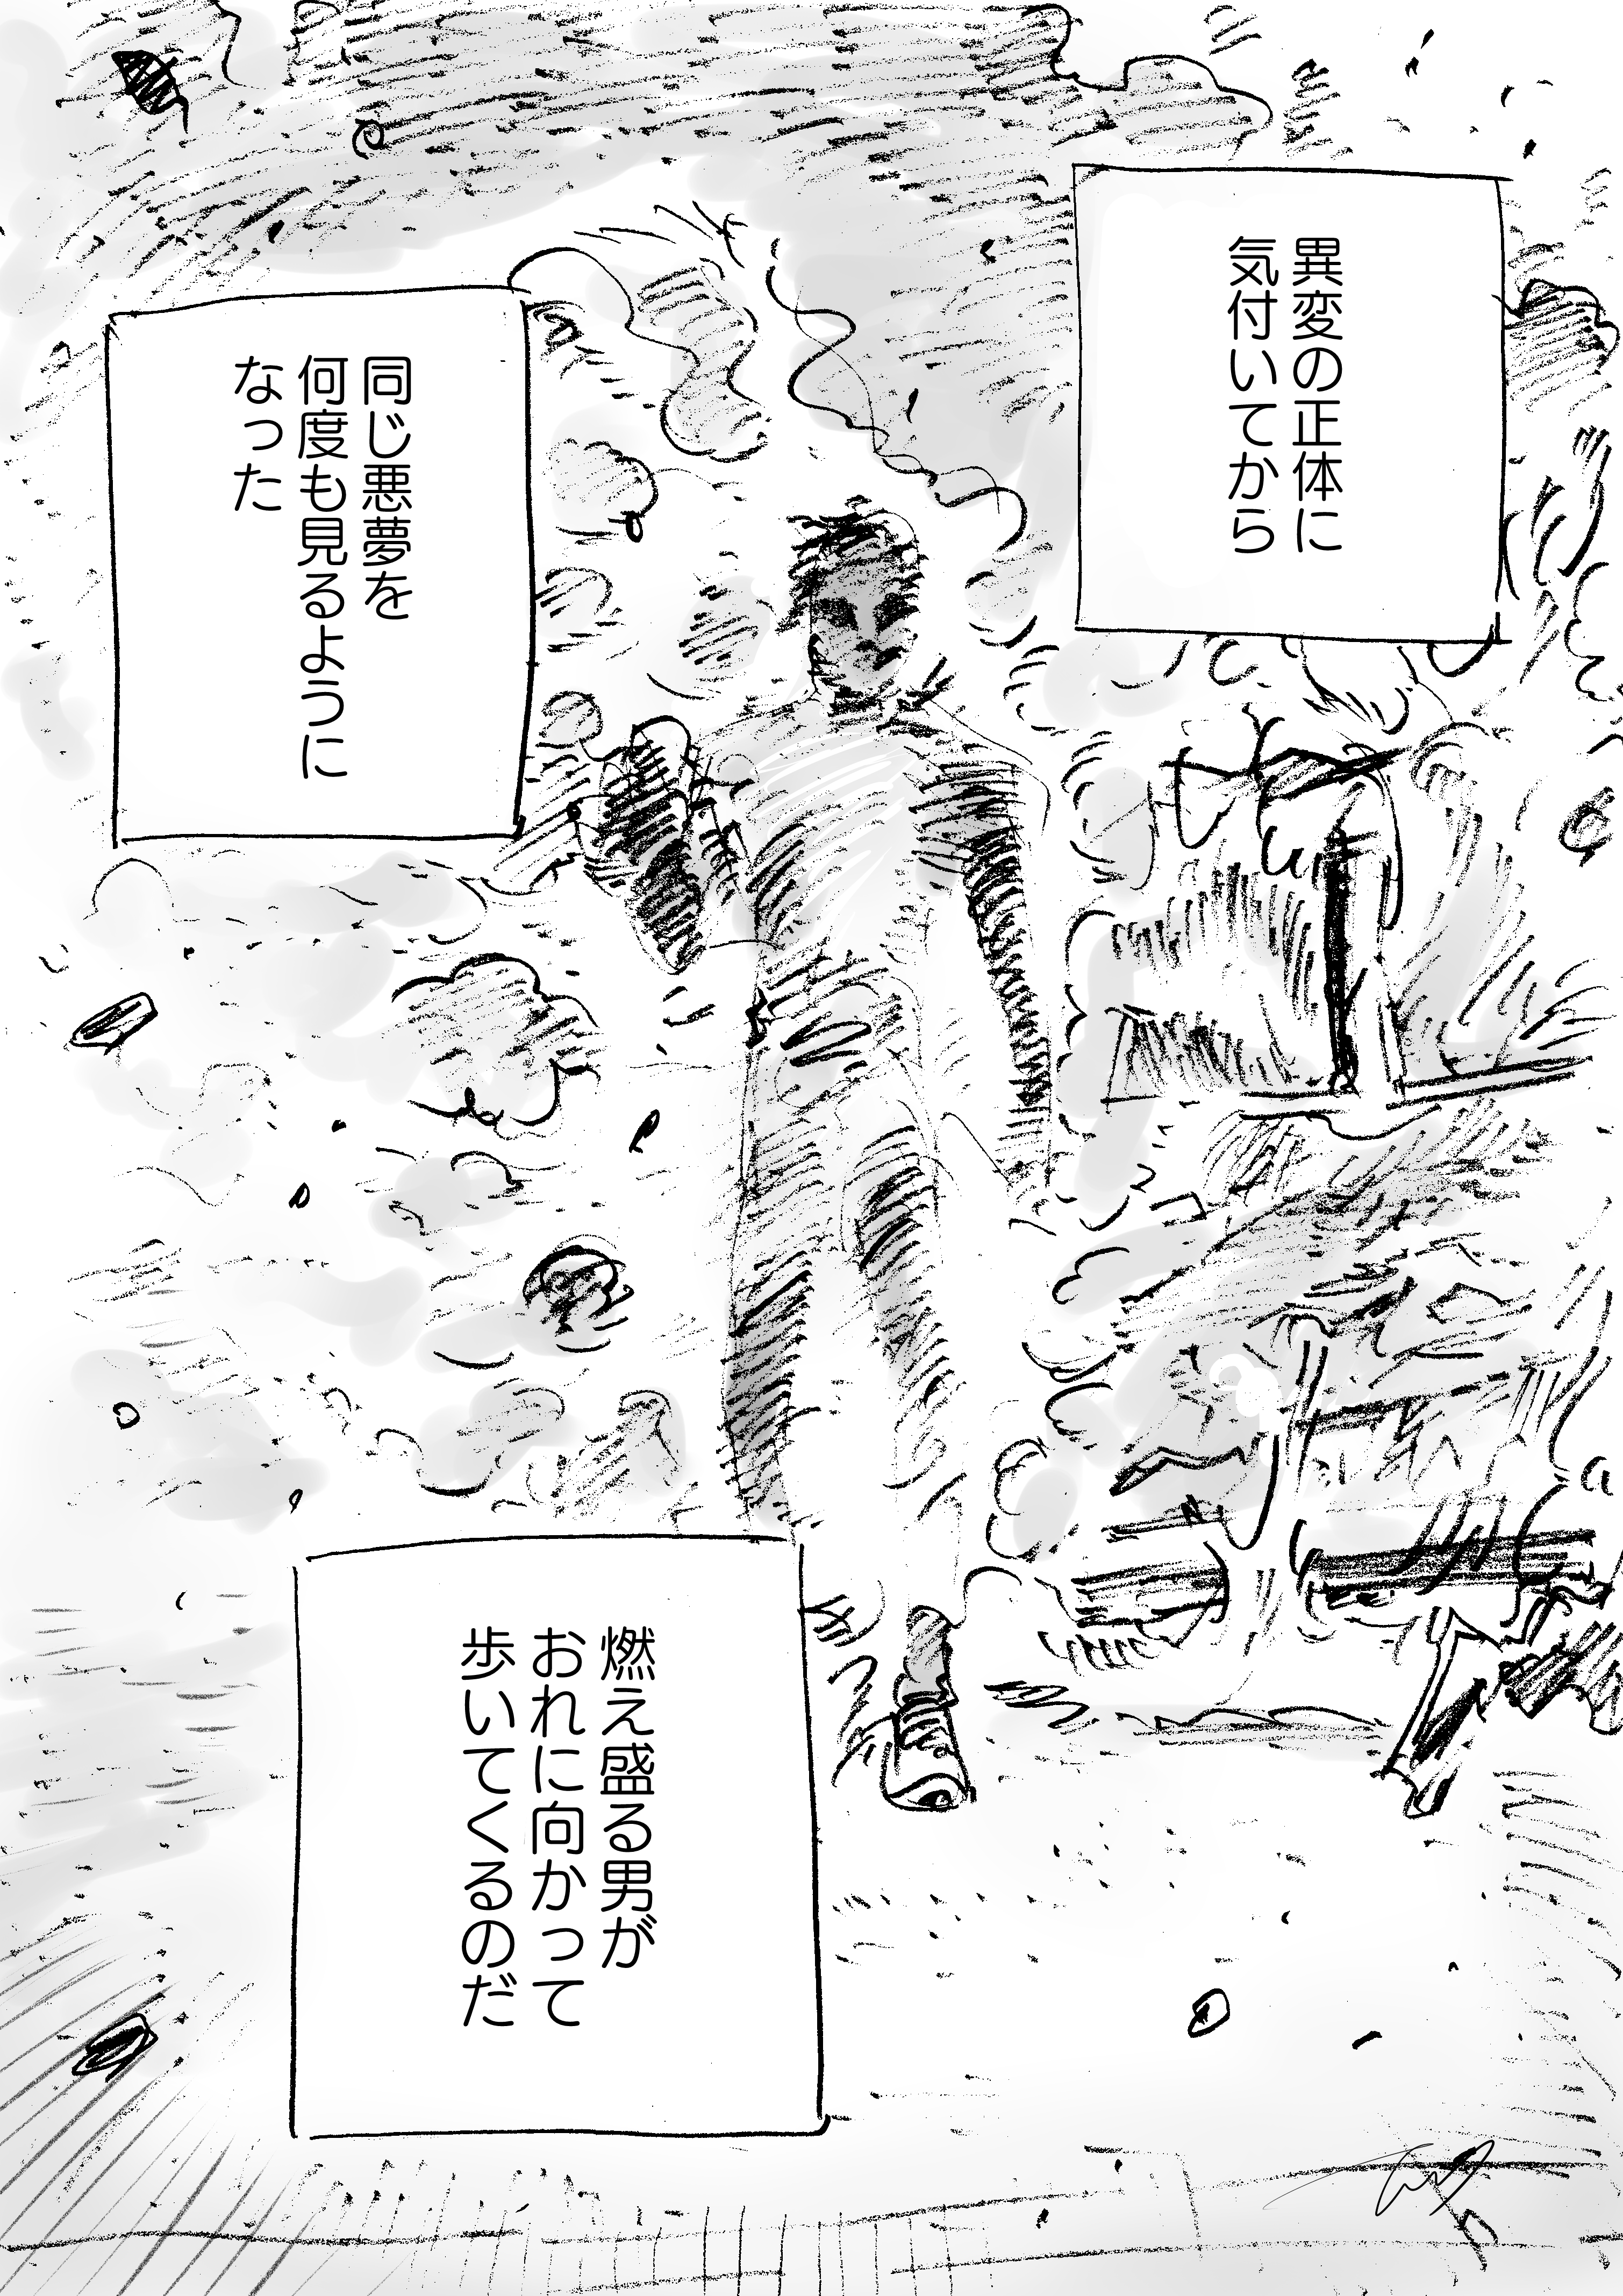 異変の正体に
気付いてから
同じ悪夢を
何度も見るように
なった
燃え盛る男が
おれに向かって
歩いてくるのだ